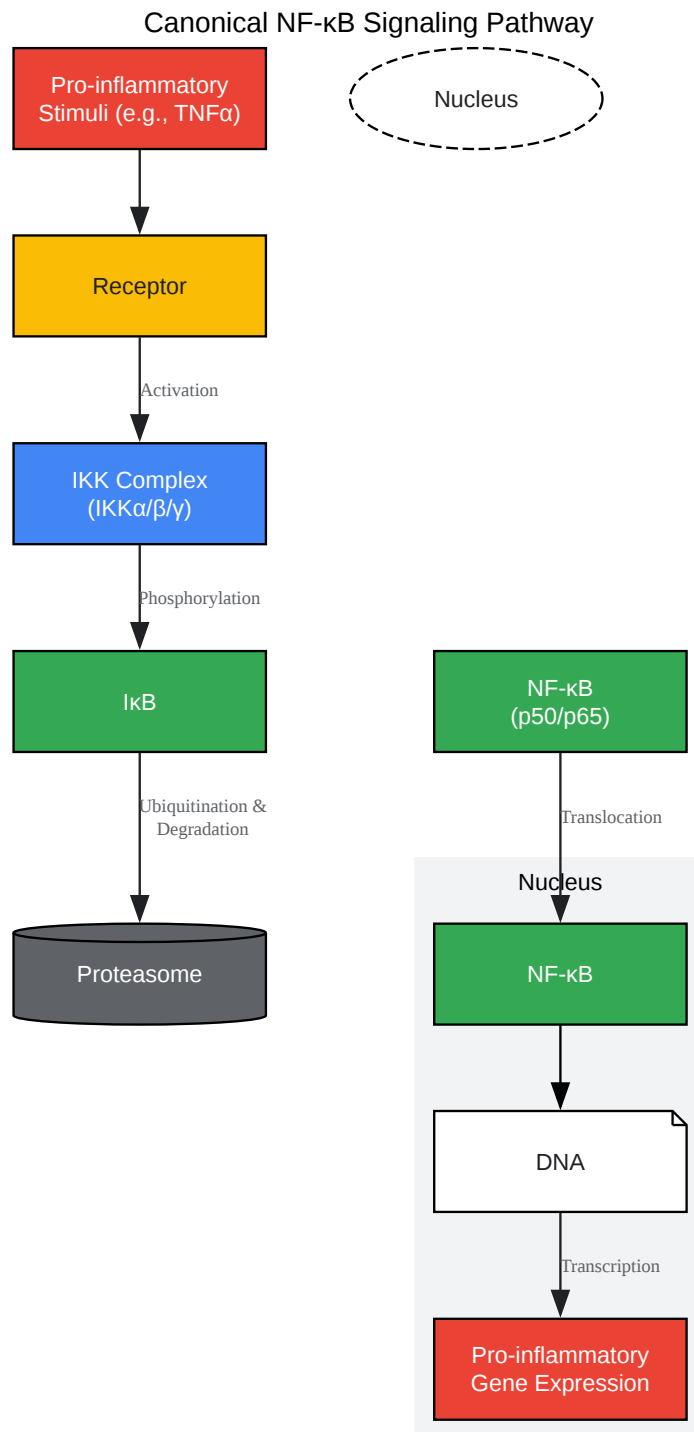 Canonical NF-κB Signaling Pathway
Pro-inflammatory
Stimuli (e.g., TNFα)
Nucleus
Receptor
Activation
IKK Complex
(IKKα/β/γ)
Phosphorylation
IκB
NF-κB
(p50/p65)
Ubiquitination &
Degradation
Translocation
Nucleus
Proteasome
NF-κB
DNA
Transcription
Pro-inflammatory
Gene Expression